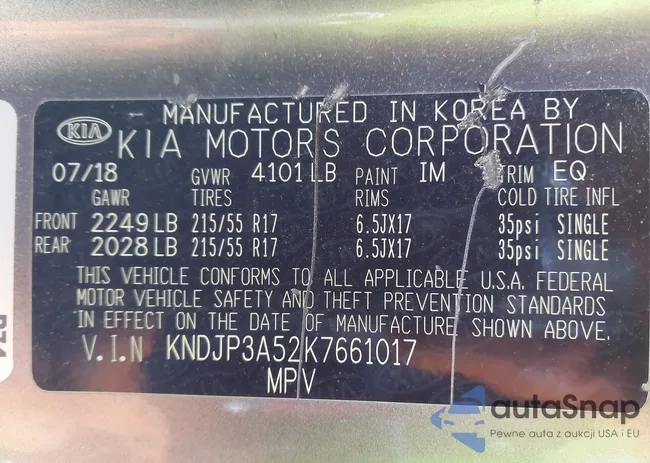 MANUFACTURED IN KOREA BY
KIA KIA MOTORS CORPORATION
07/18 GVWR 4101 LB PAINT IM TRIM EQ
GAWR TIRES RIMS COLD TIRE INFL
FRONT 2249 LB 215/55 R17 6.5JX17 35psi SINGLE
REAR 2028 LB 215/55 R17 6.5JX17 35psi SINGLE
THIS VEHICLE CONFORMS TO ALL APPLICABLE U.S.A. FEDERAL
MOTOR VEHICLE SAFETY AND THEFT PREVENTION STANDARDS
IN EFFECT ON THE DATE OF MANUFACTURE SHOWN ABOVE.
V.I.N KNDJP3A52K7661017
MPV
autaSnap
Pewne auta z aukcji USA i EU